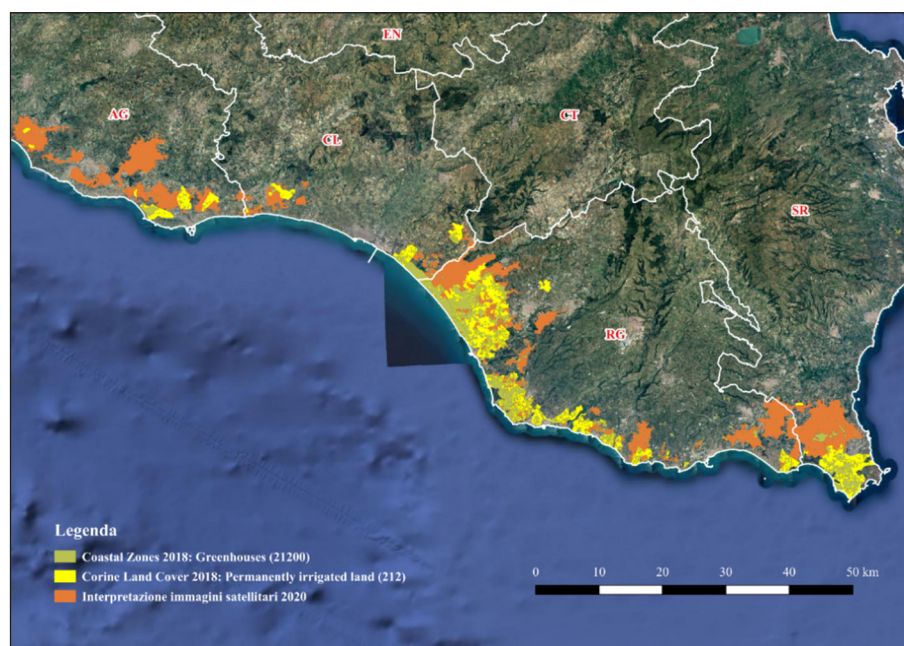 EN
AG
CL
CT
SR
RG
Legenda
Coastal Zones 2018: Greenhouses (21200)
Corine Land Cover 2018: Permanently irrigated land (212)
Interpretazione immagini satellitari 2020
0 10 20 30 40 50 km